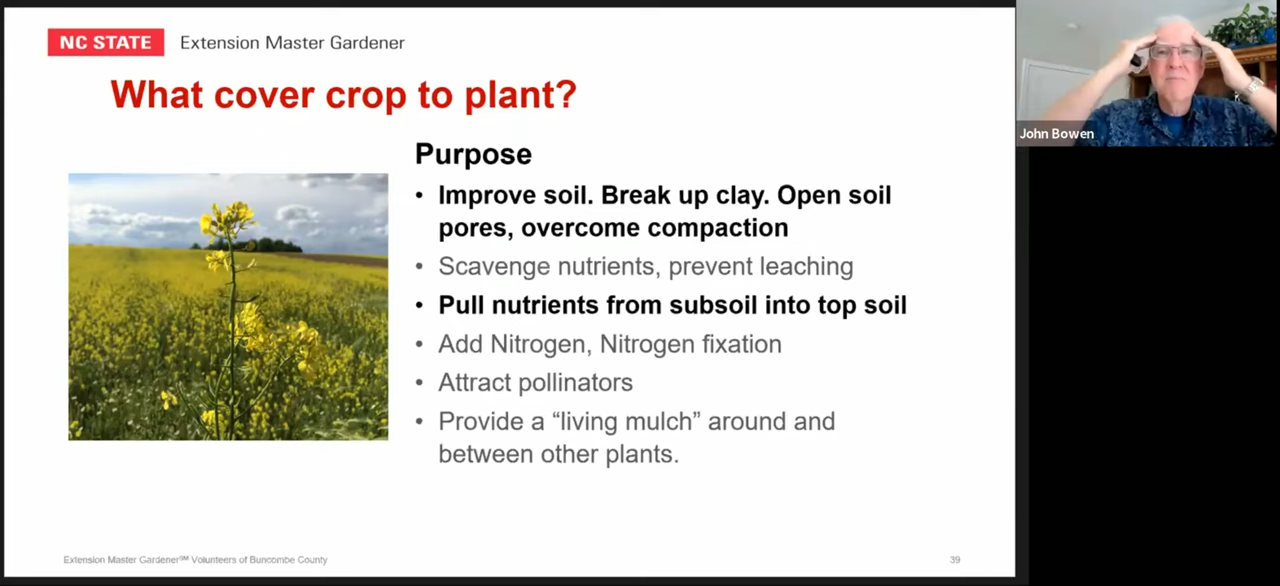 NC STATE Extension Master Gardener
What cover crop to plant?
Purpose
• Improve soil. Break up clay. Open soil
pores, overcome compaction
• Scavenge nutrients, prevent leaching
• Pull nutrients from subsoil into top soil
• Add Nitrogen, Nitrogen fixation
• Attract pollinators
• Provide a “living mulch” around and
between other plants.
Extension Master Gardener℠ Volunteers of Buncombe County
39
John Bowen